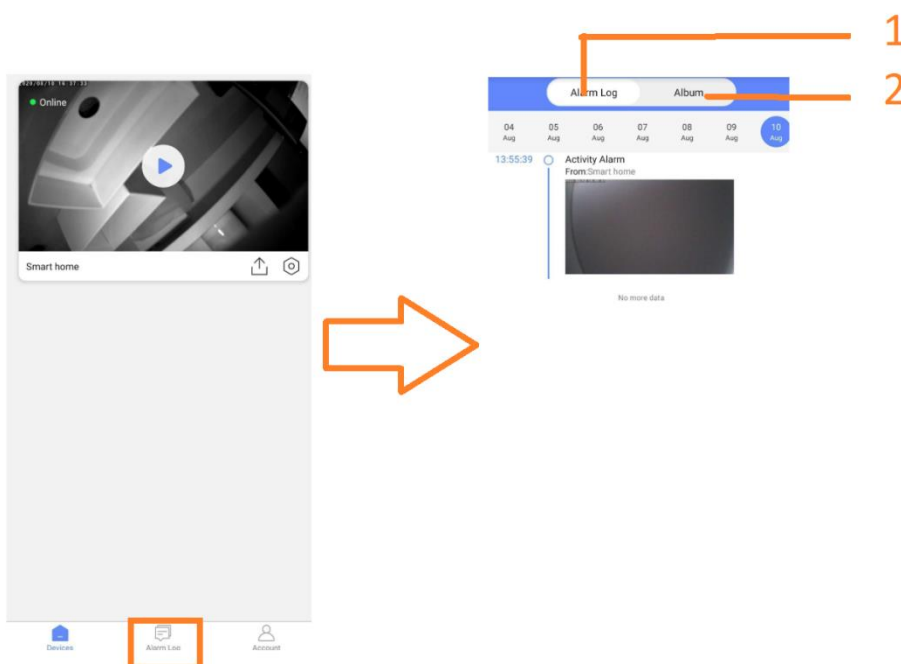 Online
Smart home
Devices
Alarm Log
Account
1
2
Alarm Log
Album
04 05 06 07 08 09 10
Aug Aug Aug Aug Aug Aug Aug
13:55:39
Activity Alarm
From:Smart home
No more data